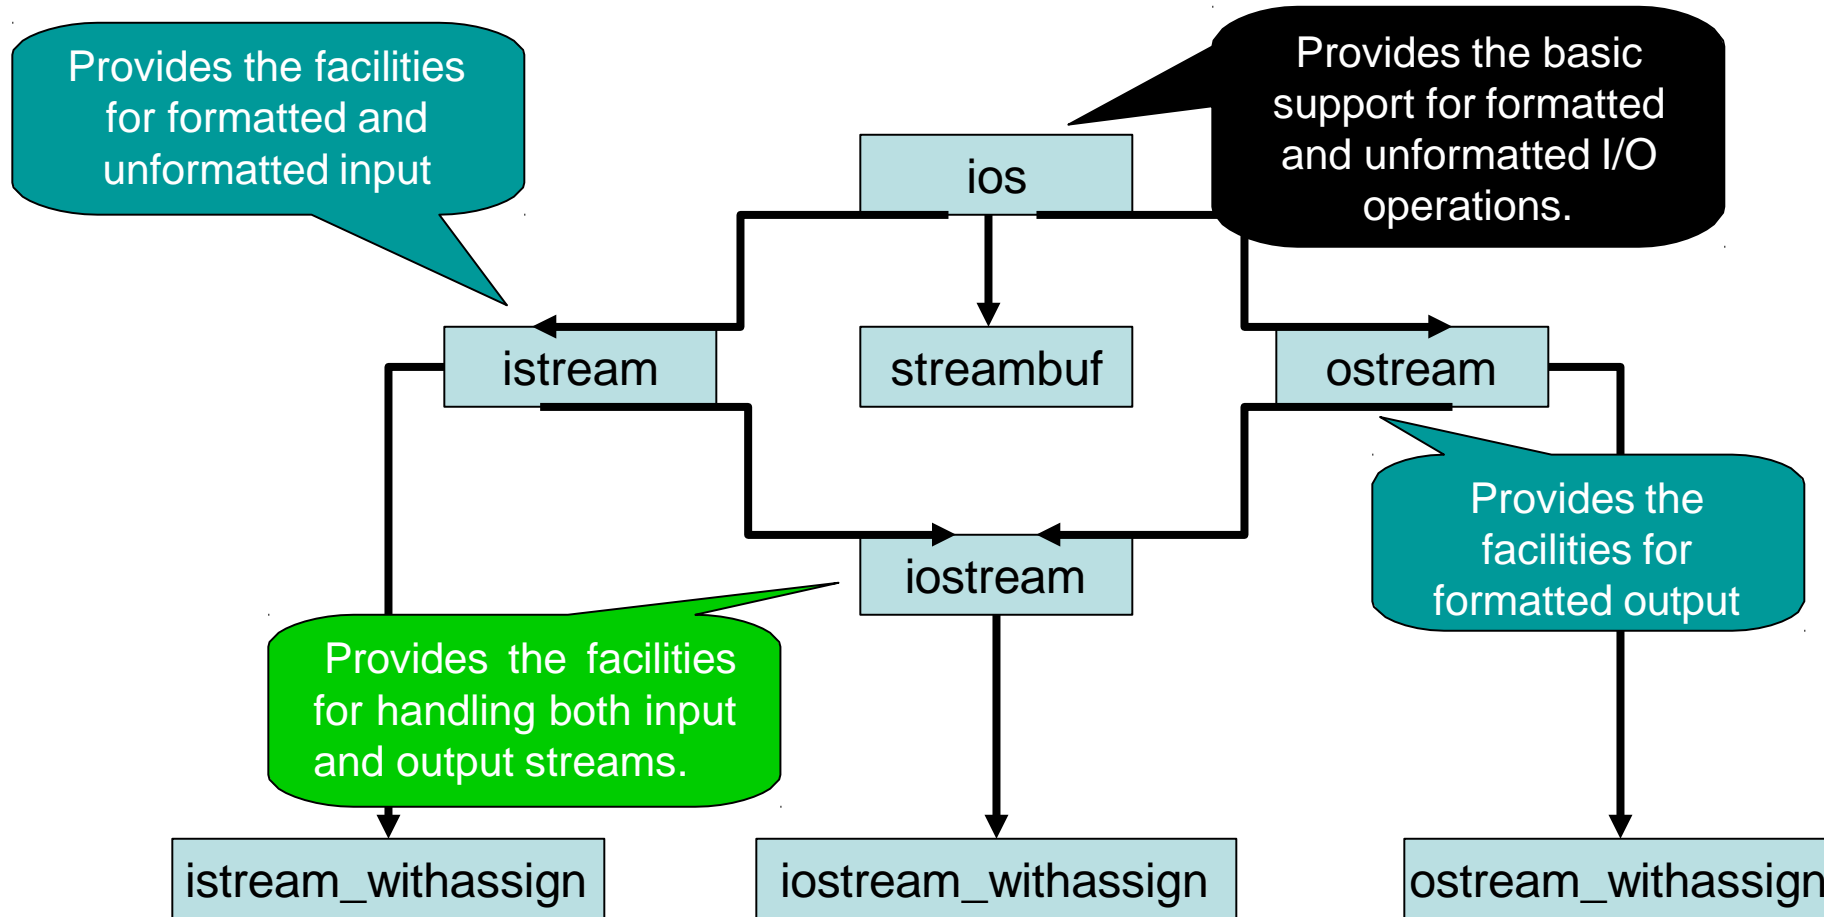 Provides the facilities
for formatted and
unformatted input
Provides the basic
support for formatted
and unformatted I/O
operations.
ios
istream
streambuf
ostream
Provides the
facilities for
formatted output
iostream
Provides the facilities
for handling both input
and output streams.
istream_withassign
iostream_withassign
ostream_withassign